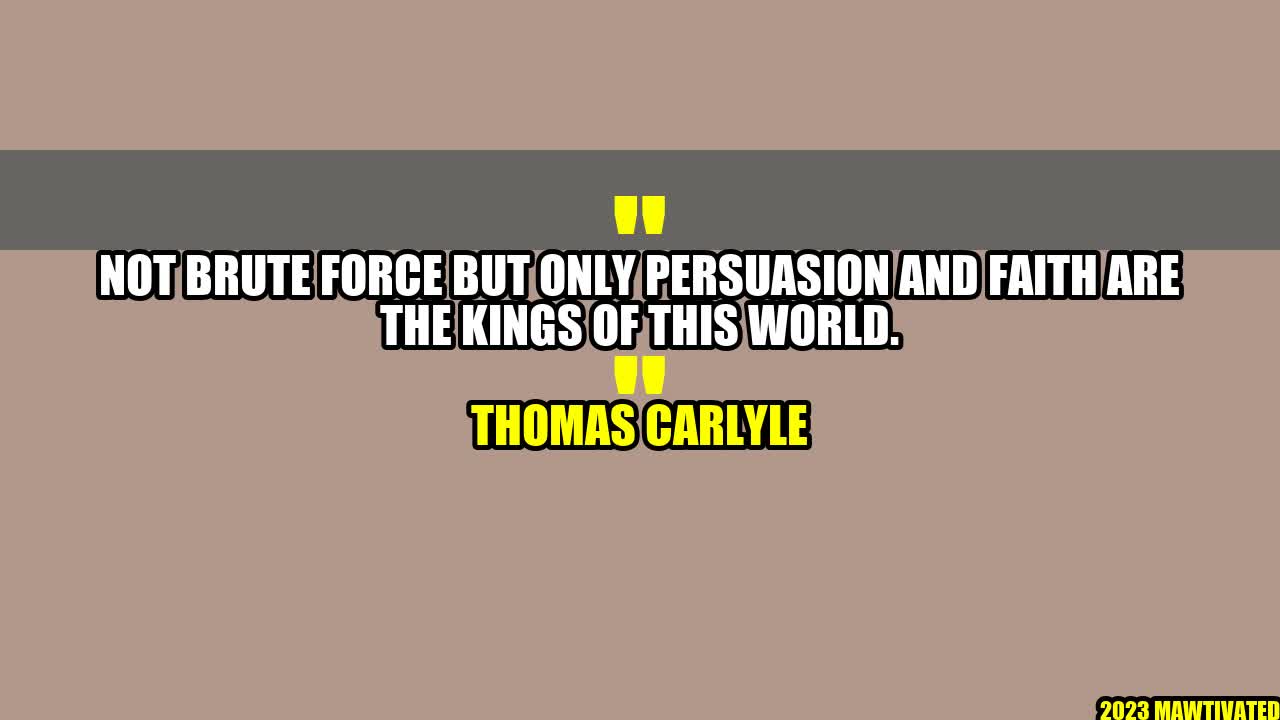 "
NOT BRUTE FORCE BUT ONLY PERSUASION AND FAITH ARE
THE KINGS OF THIS WORLD.
"
THOMAS CARLYLE
2023 MAWTIVATED